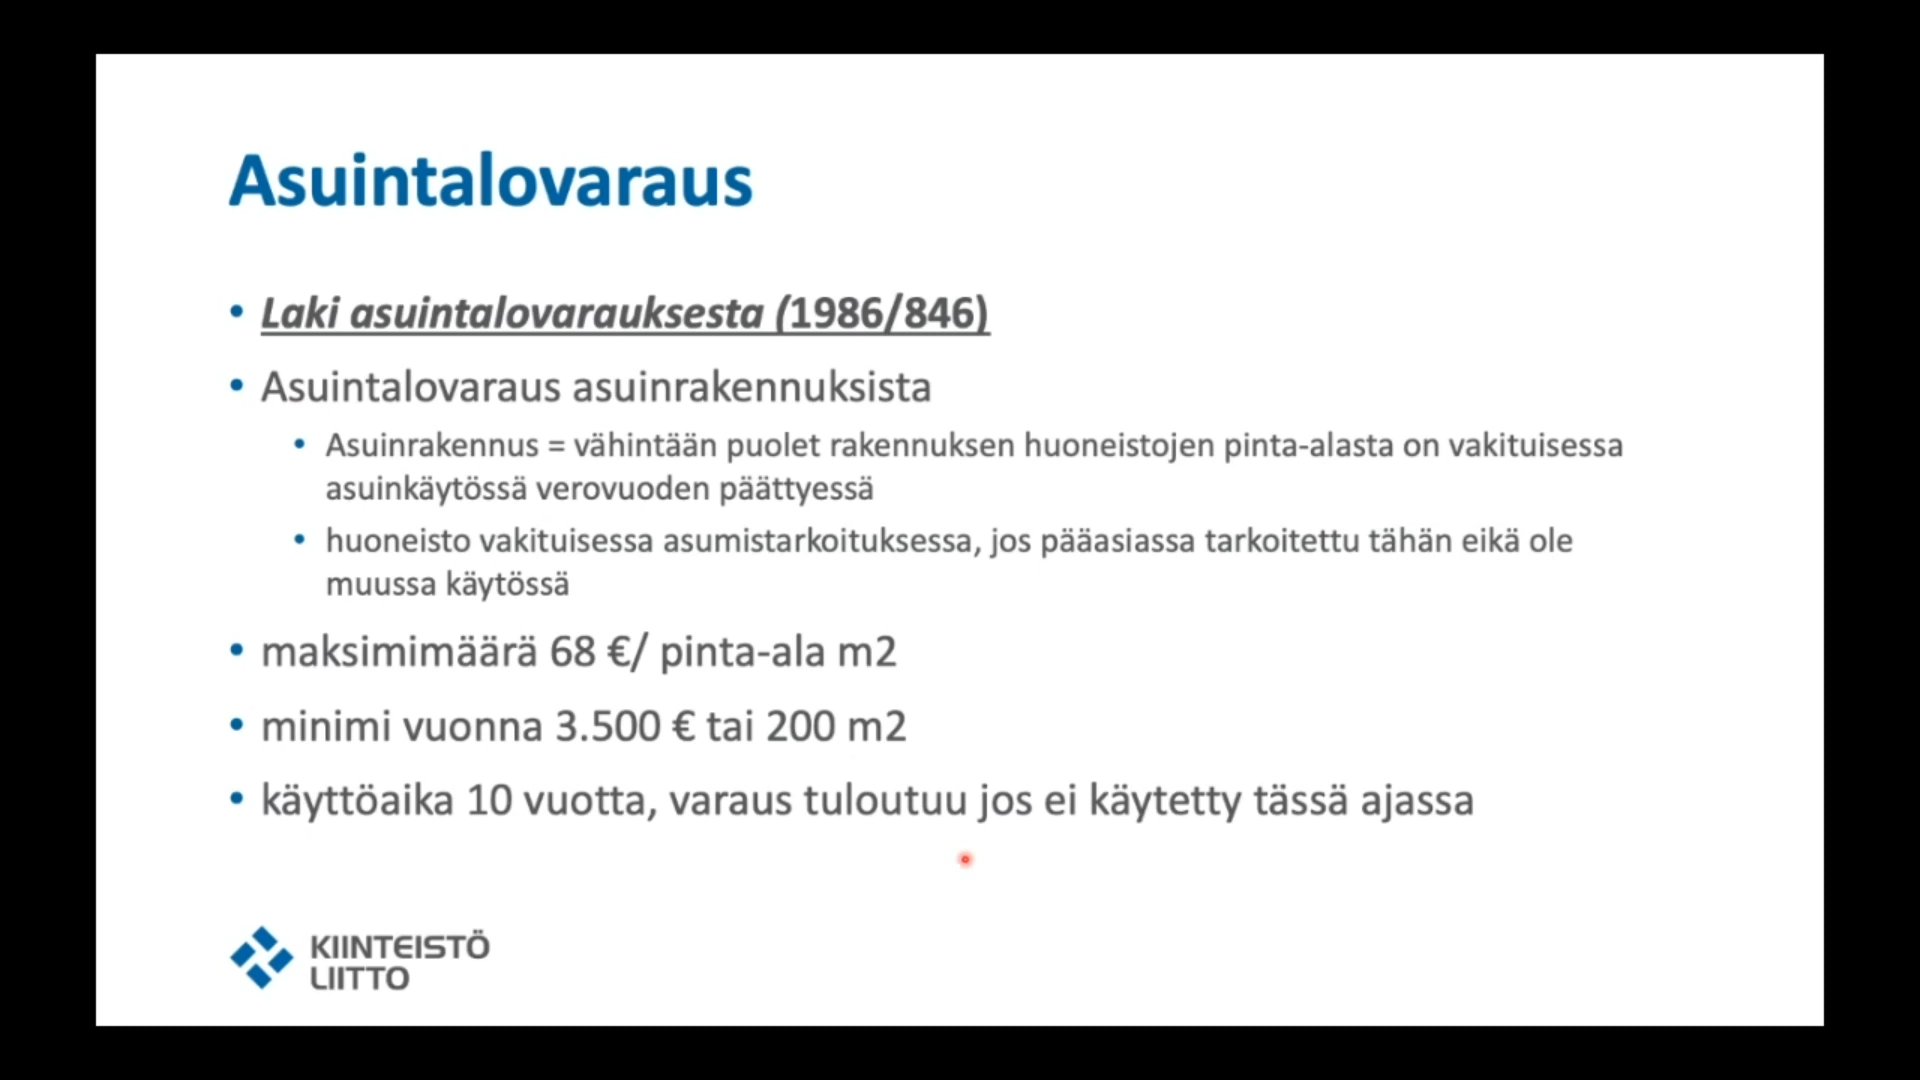 Asuintalovaraus
• Laki asuintalovarauksesta (1986/846)
• Asuintalovaraus asuinrakennuksista
• Asuinrakennus = vähintään puolet rakennuksen huoneistojen pinta-alasta on vakituisessa
asuinkäytössä verovuoden päättyessä
• huoneisto vakituisessa asumistarkoituksessa, jos pääasiassa tarkoitettu tähän eikä ole
muussa käytössä
• maksimimäärä 68 €/ pinta-ala m2
• minimi vuonna 3.500 € tai 200 m2
• käyttöaika 10 vuotta, varaus tuloutuu jos ei käytetty tässä ajassa
KIINTEISTÖ
LIITTO